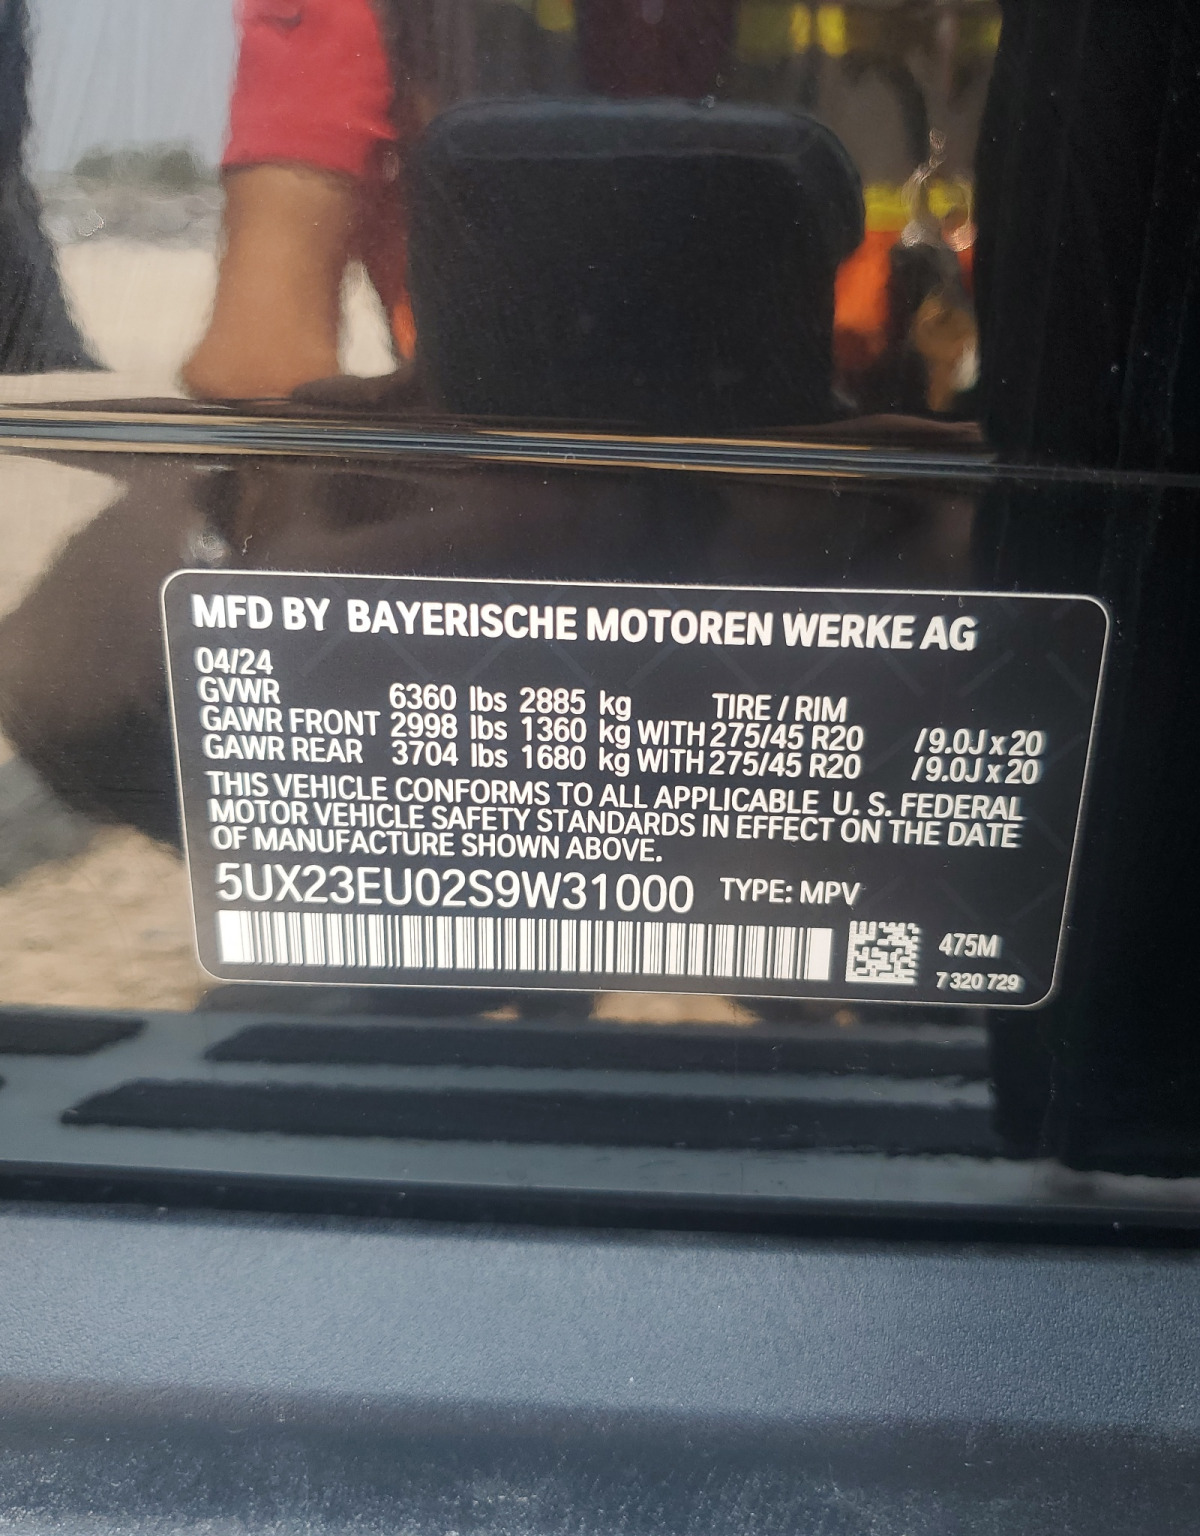 MFD BY BAYERISCHE MOTOREN WERKE AG
04/24
GVWR 6360 lbs 2885 kg TIRE / RIM
GAWR FRONT 2998 lbs 1360 kg WITH 275/45 R20 /9.0J x 20
GAWR REAR 3704 lbs 1680 kg WITH 275/45 R20 /9.0J x 20
THIS VEHICLE CONFORMS TO ALL APPLICABLE U. S. FEDERAL
MOTOR VEHICLE SAFETY STANDARDS IN EFFECT ON THE DATE
OF MANUFACTURE SHOWN ABOVE.
5UX23EU02S9W31000 TYPE: MPV
475M
7 320 729